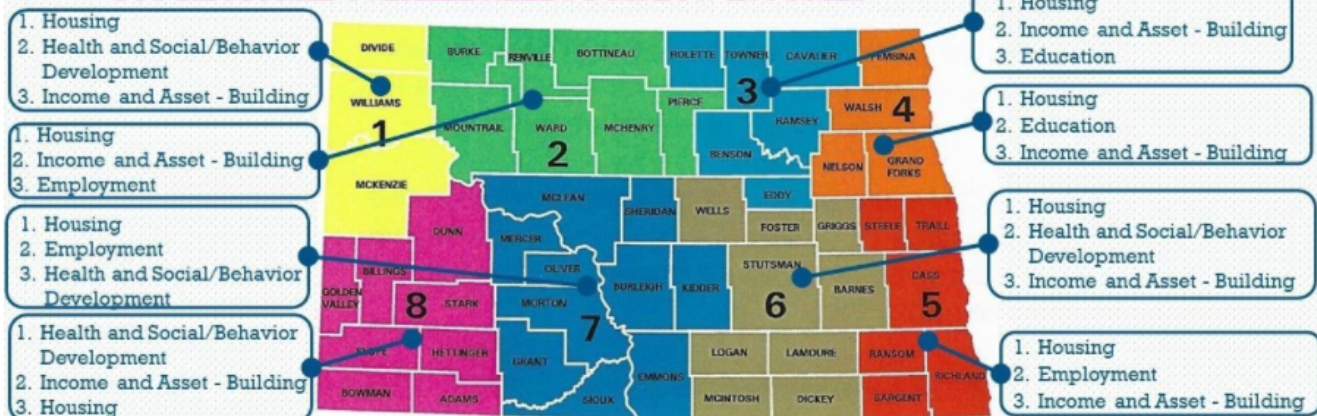 1. Housing
2. Health and Social/Behavior
Development
3. Income and Asset - Building
1. Housing
2. Income and Asset - Building
3. Employment
1. Housing
2. Employment
3. Health and Social/Behavior
Development
1. Health and Social/Behavior
Development
2. Income and Asset - Building
3. Housing
DIVIDE
WILLIAMS
1
MCKENZIE
BURKE
RENVILLE
BOTTINEAU
MOUNTRAIL
WARD
2
MCHENRY
PIERCE
ROLETTE
TOWNER
CAVALIER
3
RAMSEY
BENSON
EDDY
PEMBINA
WALSH
4
NELSON
GRAND
FORKS
MCLEAN
SHERIDAN
MERCER
OLIVER
BURLEIGH
KIDDER
MORTON
7
GRANT
SIOUX
EMMONS
WELLS
FOSTER
GRIGGS
STUTSMAN
6
BARNES
LOGAN
LAMOURE
MCINTOSH
DICKEY
STEELE
TRAILL
CASS
5
RANSOM
RICHLAND
SARGENT
DUNN
BILLINGS
GOLDEN
VALLEY
8
STARK
SLOPE
HETTINGER
BOWMAN
ADAMS
1. Housing
2. Income and Asset - Building
3. Education
1. Housing
2. Education
3. Income and Asset - Building
1. Housing
2. Health and Social/Behavior
Development
3. Income and Asset - Building
1. Housing
2. Employment
3. Income and Asset - Building